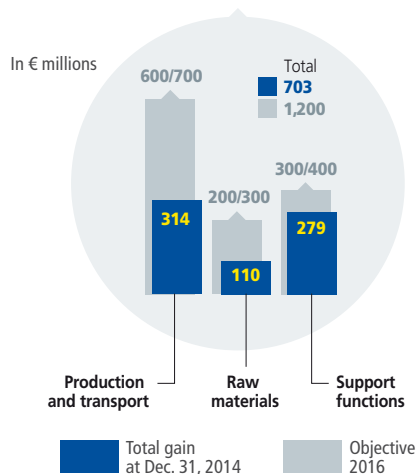 In € millions
Total
703
1,200
600/700
314
200/300
110
300/400
279
Production
and transport
Raw
materials
Support
functions
Total gain
at Dec. 31, 2014
Objective
2016